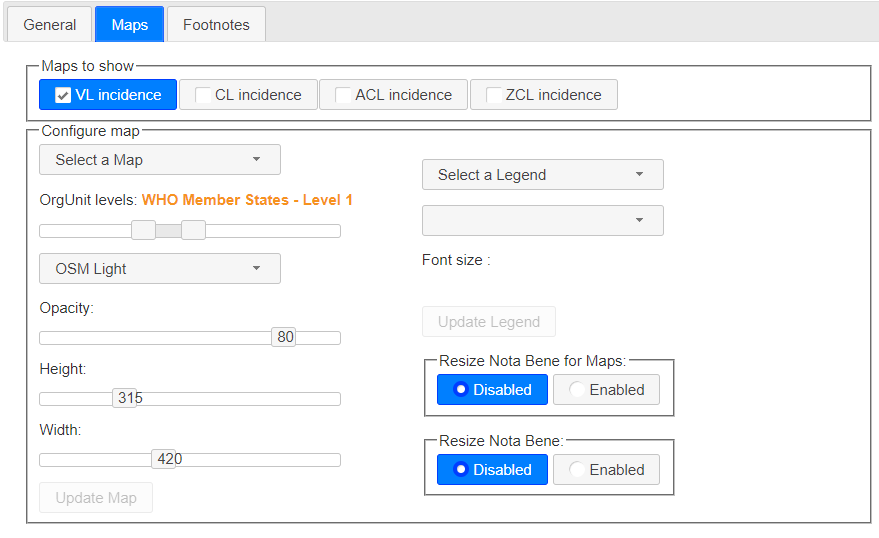 General Maps Footnotes
Maps to show
VL incidence CL incidence ACL incidence ZCL incidence
Configure map
Select a Map
OrgUnit levels: WHO Member States - Level 1
OSM Light
Opacity:
80
Height:
315
Width:
420
Update Map
Select a Legend
Font size :
Update Legend
Resize Nota Bene for Maps:
Disabled Enabled
Resize Nota Bene:
Disabled Enabled